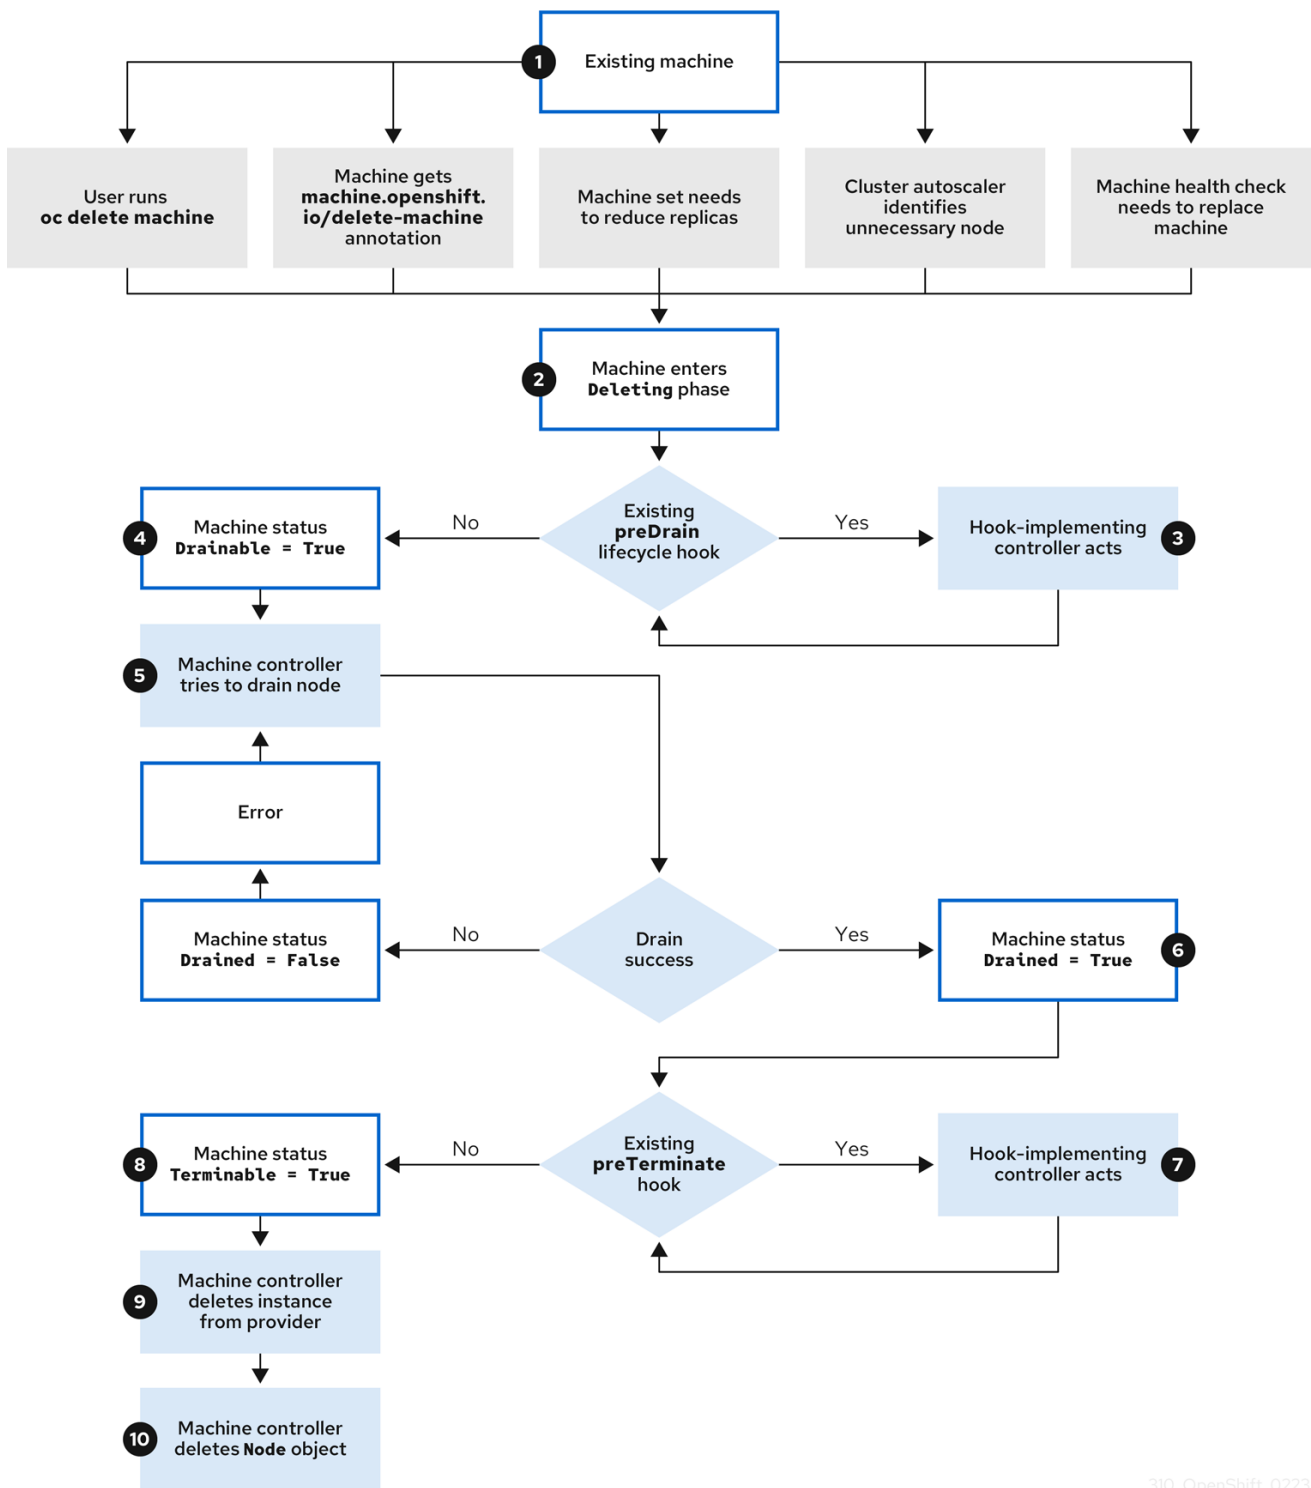 1
Existing machine
User runs
oc delete machine
Machine gets
machine.openshift.
io/delete-machine
annotation
Machine set needs
to reduce replicas
Cluster autoscaler
identifies
unnecessary node
Machine health check
needs to replace
machine
2
Machine enters
Deleting phase
4
Machine status
Drainable = True
No
Existing
preDrain
lifecycle hook
Yes
Hook-implementing
controller acts
3
5
Machine controller
tries to drain node
Error
Machine status
Drained = False
No
Drain
success
Yes
Machine status
Drained = True
6
8
Machine status
Terminable = True
No
Existing
preTerminate
hook
Yes
Hook-implementing
controller acts
7
9
Machine controller
deletes instance
from provider
10
Machine controller
deletes Node object
310_OpenShift_0223